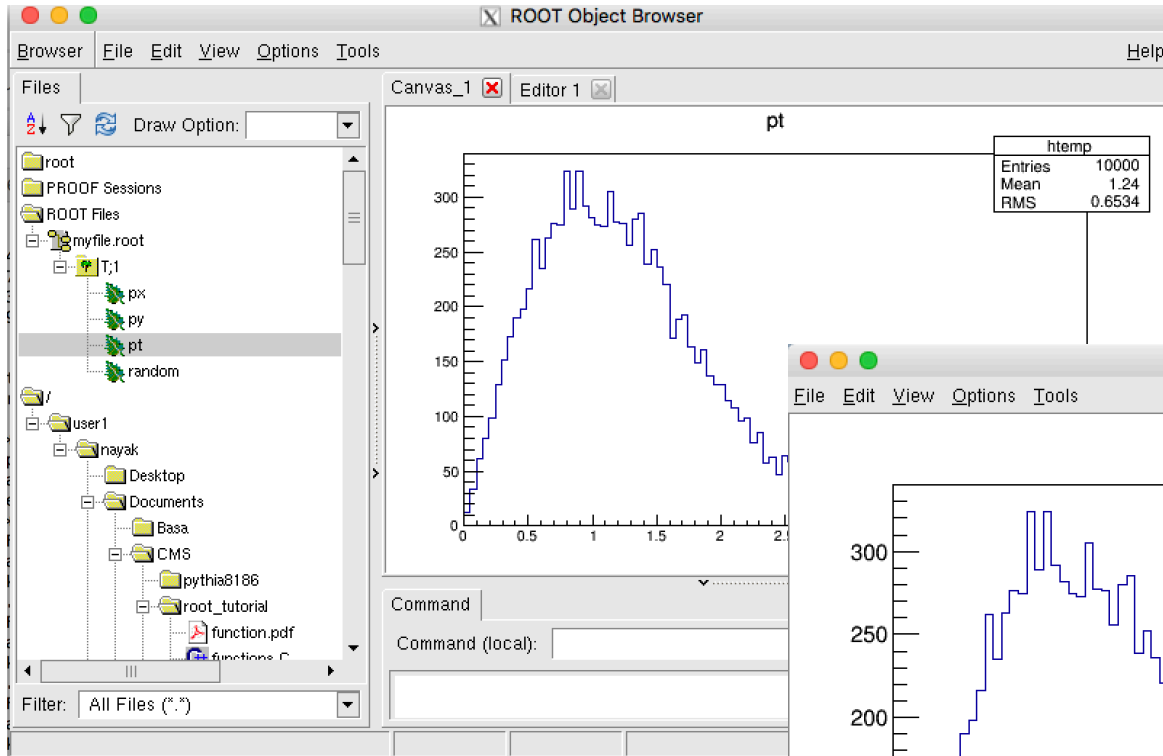 ROOT Object Browser
Browser File Edit View Options Tools Help
Files
Draw Option:
root
PROOF Sessions
ROOT Files
myfile.root
T;1
px
py
pt
random
/
user1
nayak
Desktop
Documents
Basa
CMS
pythia8186
root_tutorial
function.pdf
functions.C
Filter: All Files (*.*)
Canvas_1 Editor 1
pt
htemp
Entries 10000
Mean 1.24
RMS 0.6534
300
250
200
150
100
50
0
0 0.5 1 1.5 2 2.5
Command
Command (local):
File Edit View Options Tools
300
250
200